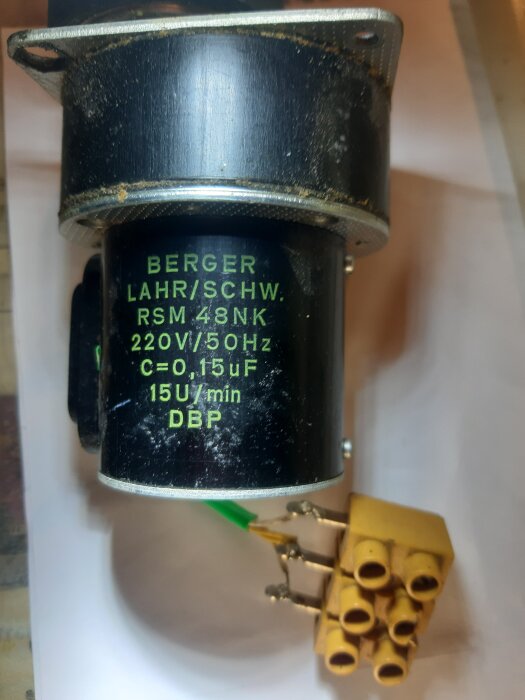 BERGER
LAHR/SCHW.
RSM 48NK
220V/50Hz
C=0,15uF
15U/min
DBP